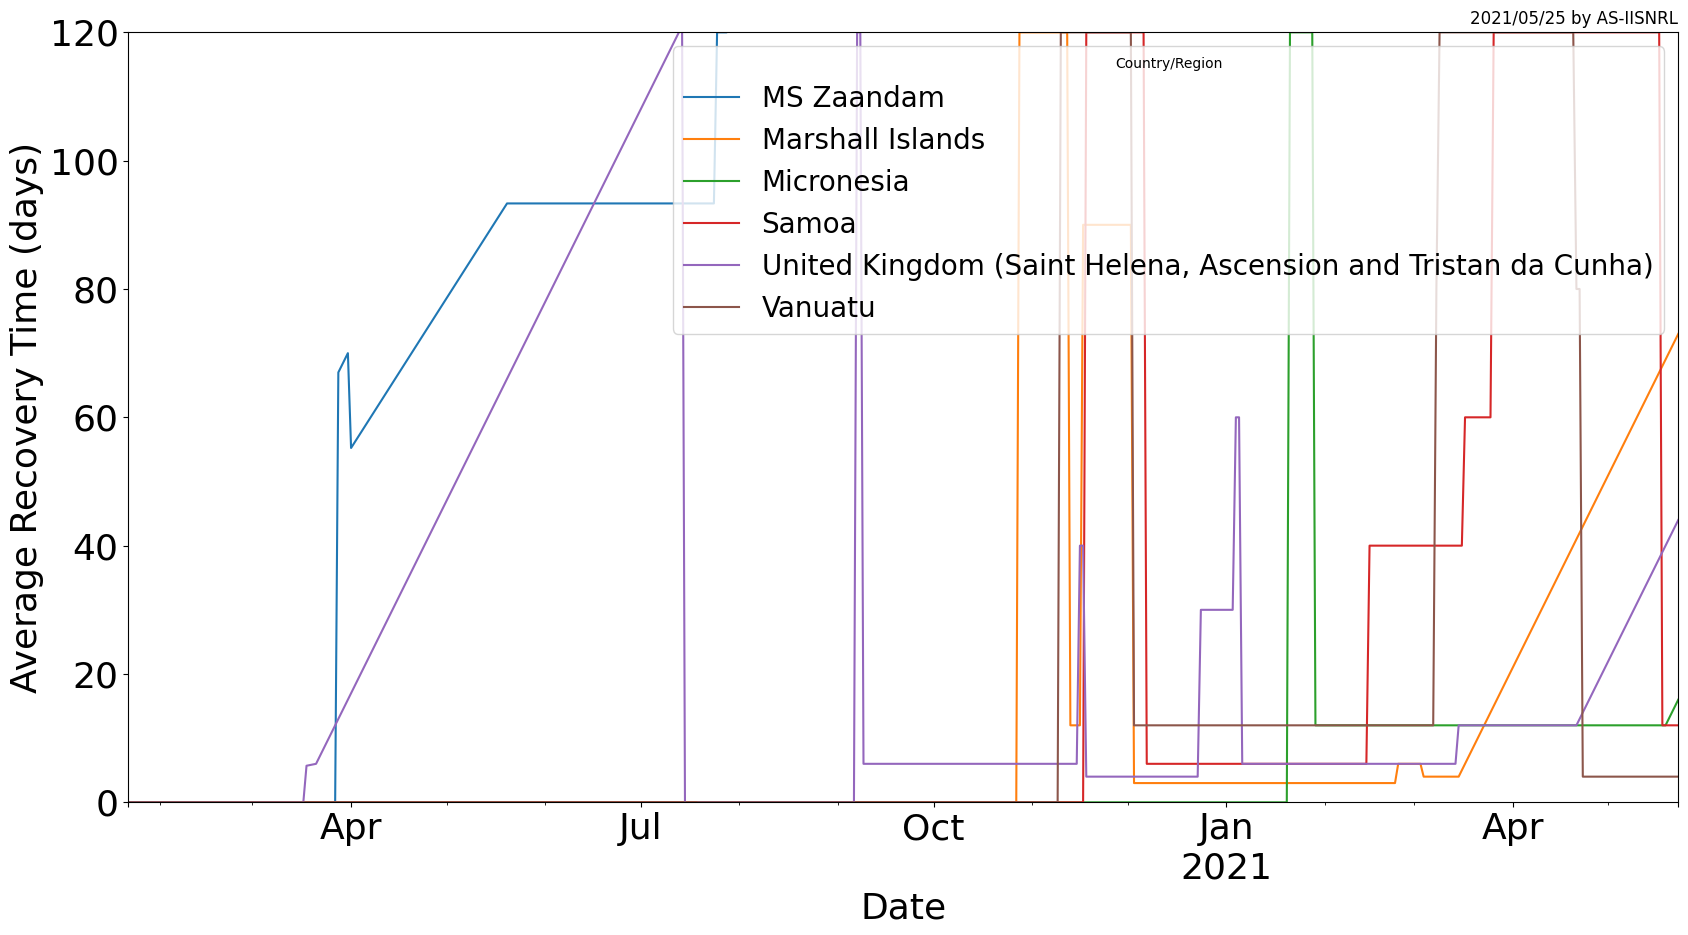 2021/05/25 by AS-IISNRL
Average Recovery Time (days)
120
100
80
60
40
20
0
Country/Region
MS Zaandam
Marshall Islands
Micronesia
Samoa
United Kingdom (Saint Helena, Ascension and Tristan da Cunha)
Vanuatu
Apr
Jul
Oct
Jan
2021
Apr
Date